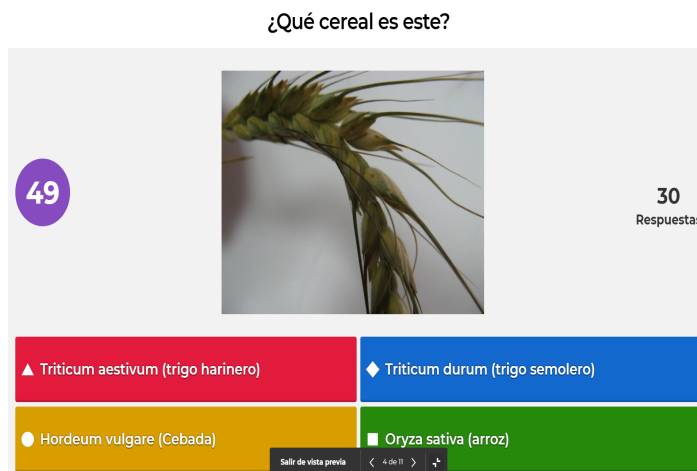 ¿Qué cereal es este?
49
30
Triticum aestivum (trigo harinero)
Triticum durum (trigo semolero)
Hordeum vulgare (Cebada)
Oryza sativa (arroz)
Salir de vista previa
4 de 11